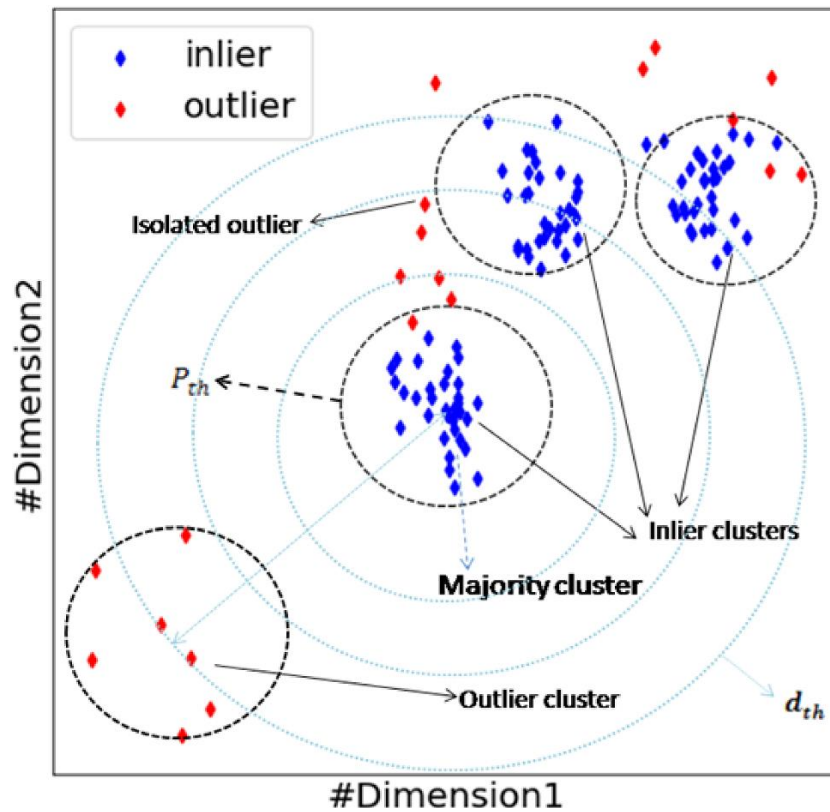 inlier
outlier
Isolated outlier
#Dimension2
P_th
Inlier clusters
Majority cluster
Outlier cluster
d_th
#Dimension1